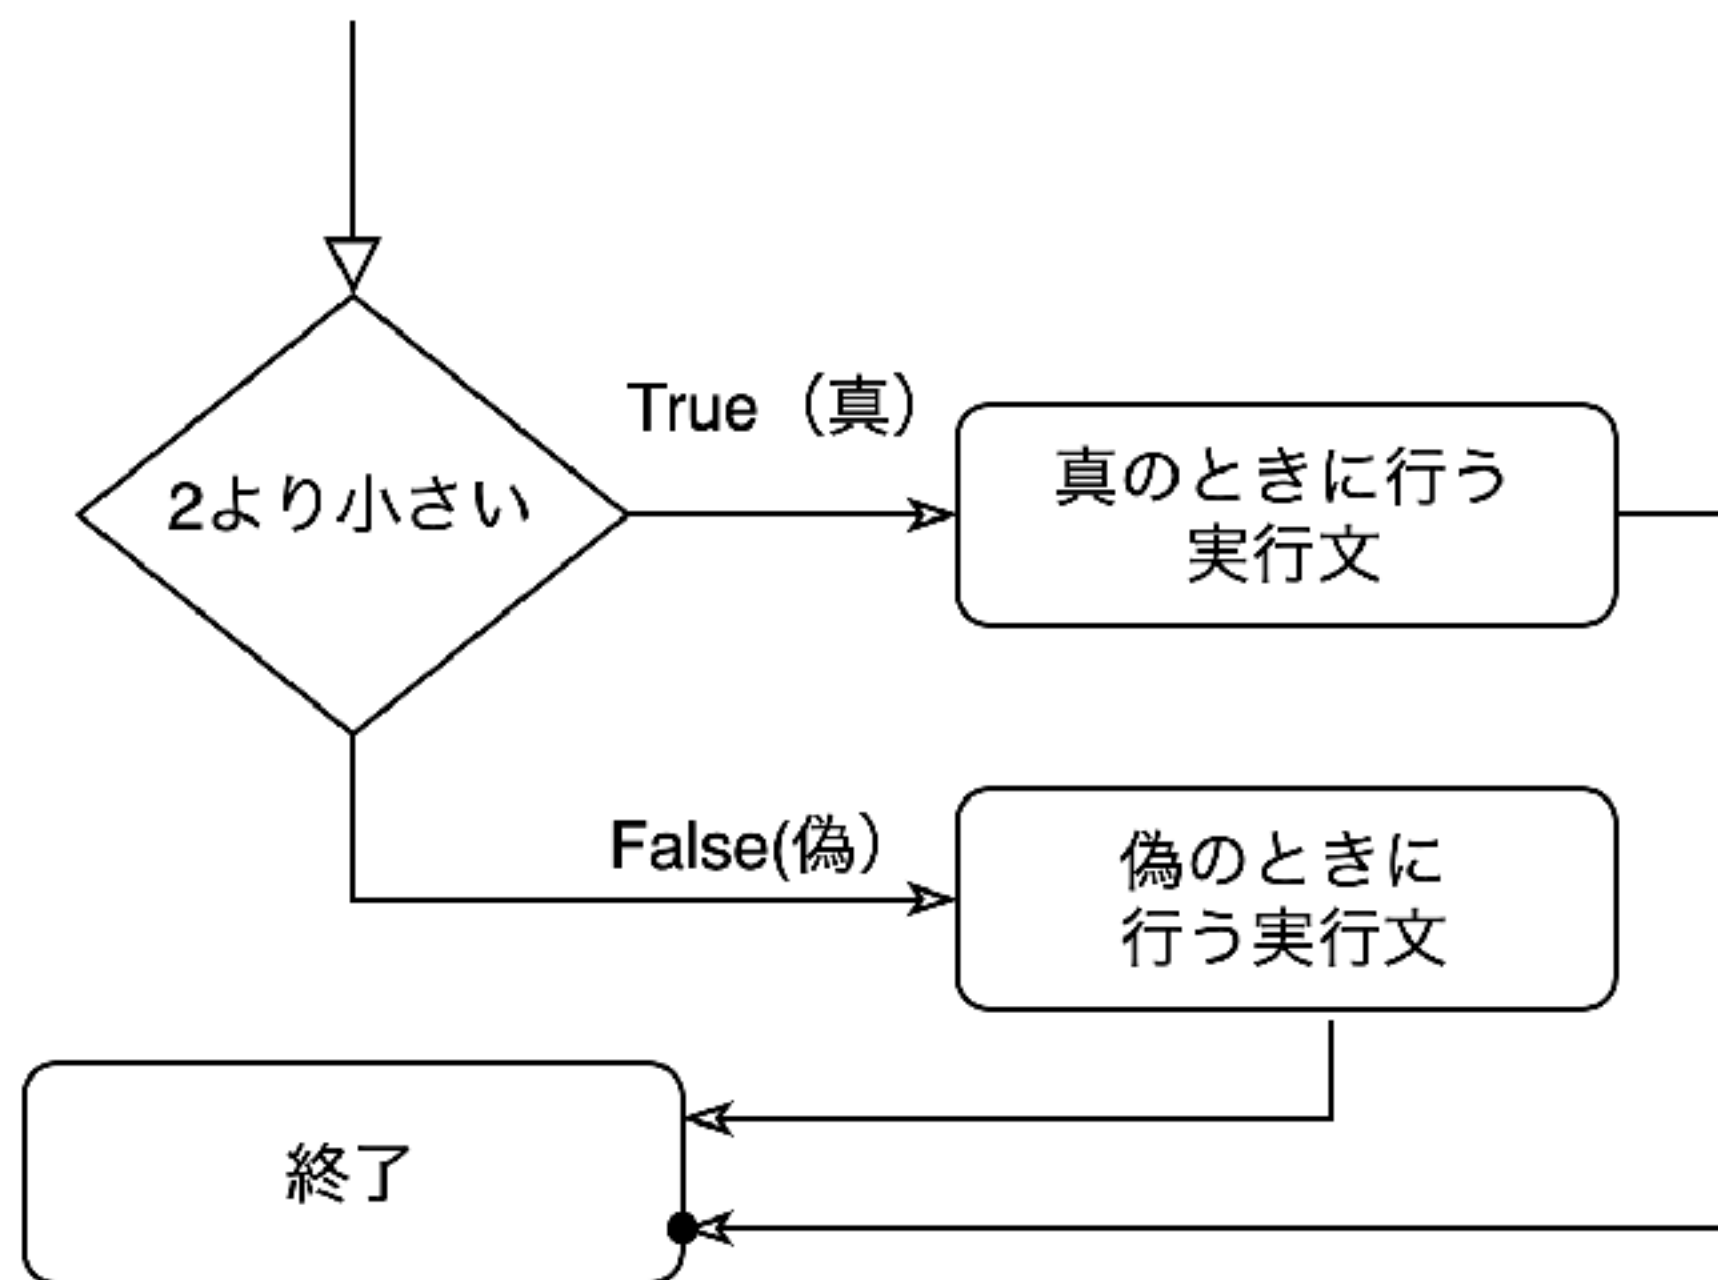 True（真）
2より小さい
真のときに行う
実行文
False(偽）
偽のときに
行う実行文
終了